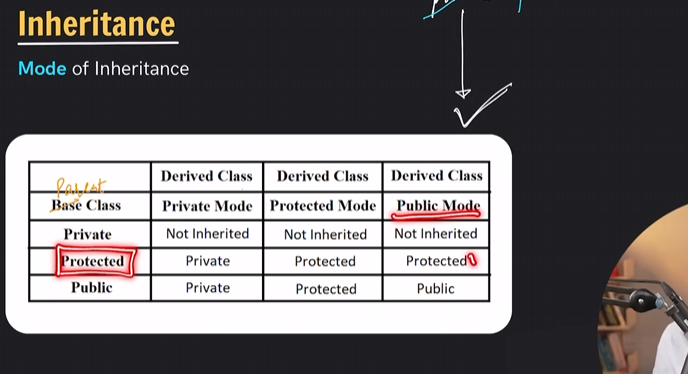 Inheritance
Mode of Inheritance
Derived Class Derived Class Derived Class
Parent
Base Class Private Mode Protected Mode Public Mode
Private Not Inherited Not Inherited Not Inherited
Protected Private Protected Protected
Public Private Protected Public